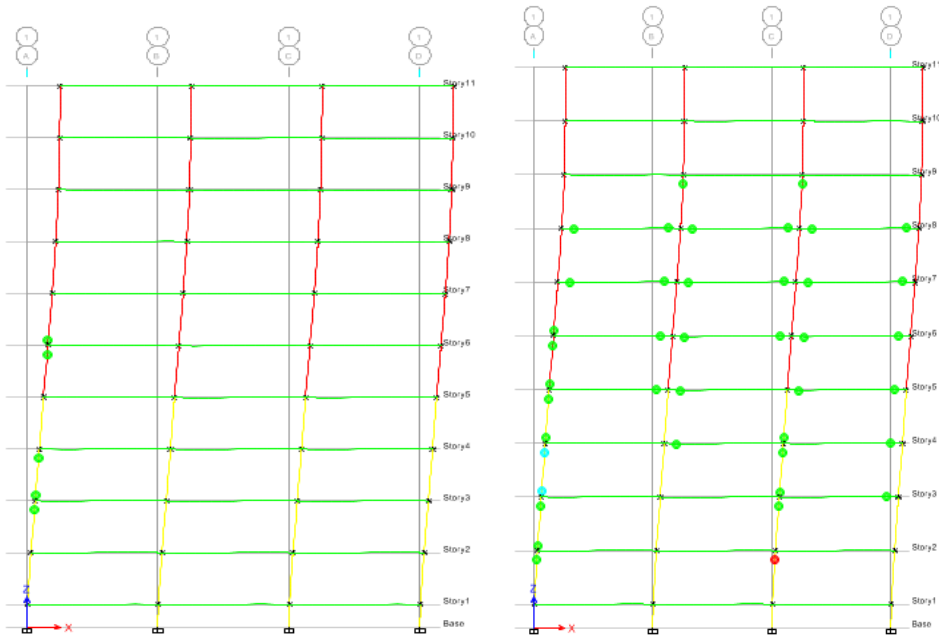 1 1 1 1
A B C D
Story11
Story10
Story9
Story8
Story7
Story6
Story5
Story4
Story3
Story2
Z
Story1
X
Base
1 1 1 1
A B C D
Story11
Story10
Story9
Story8
Story7
Story6
Story5
Story4
Story3
Story2
Z
Story1
X
Base